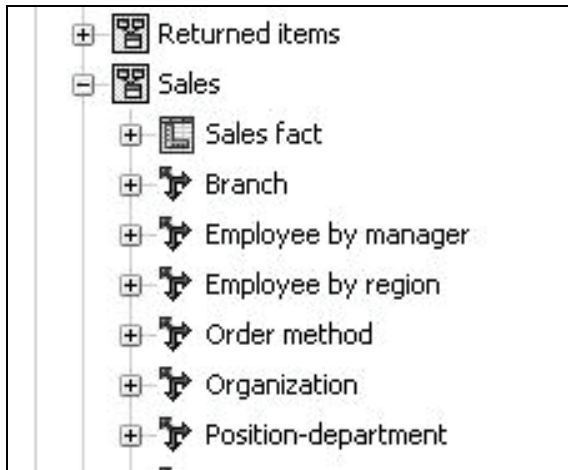 Returned items
Sales
Sales fact
Branch
Employee by manager
Employee by region
Order method
Organization
Position-department